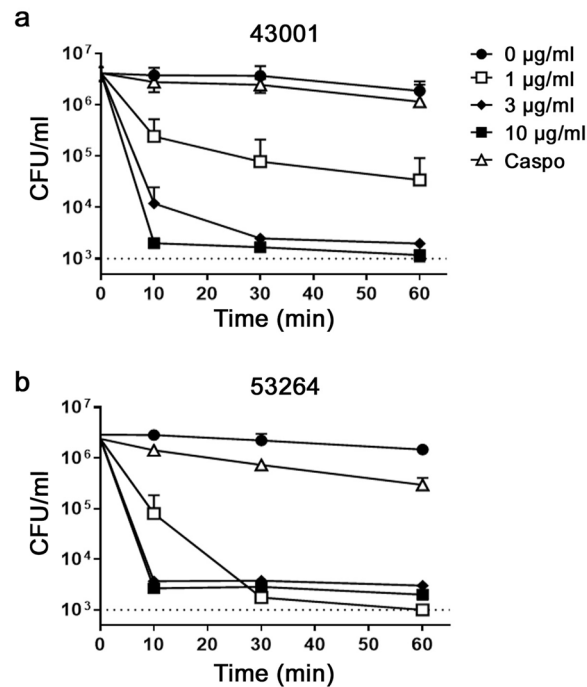 a
43001
10⁷
10⁶
10⁵
10⁴
10³
CFU/ml
0 10 20 30 40 50 60
Time (min)
0 µg/ml
1 µg/ml
3 µg/ml
10 µg/ml
Caspo
b
53264
10⁷
10⁶
10⁵
10⁴
10³
CFU/ml
0 10 20 30 40 50 60
Time (min)